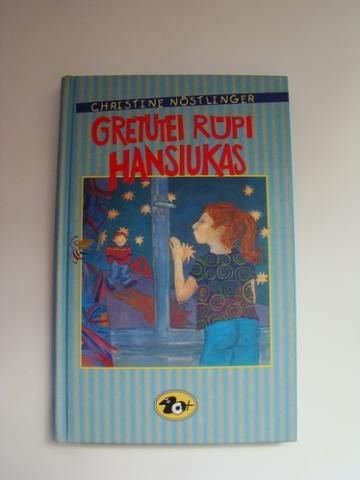 CHRISTINE NÖSTLINGER
GRETUTEI RŪPI
HANSIUKAS